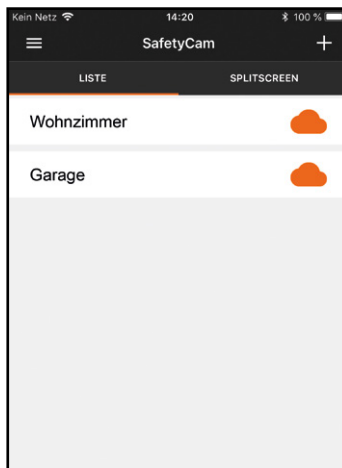 Kein Netz 14:20 100 %
SafetyCam
LISTE SPLITSCREEN
Wohnzimmer
Garage